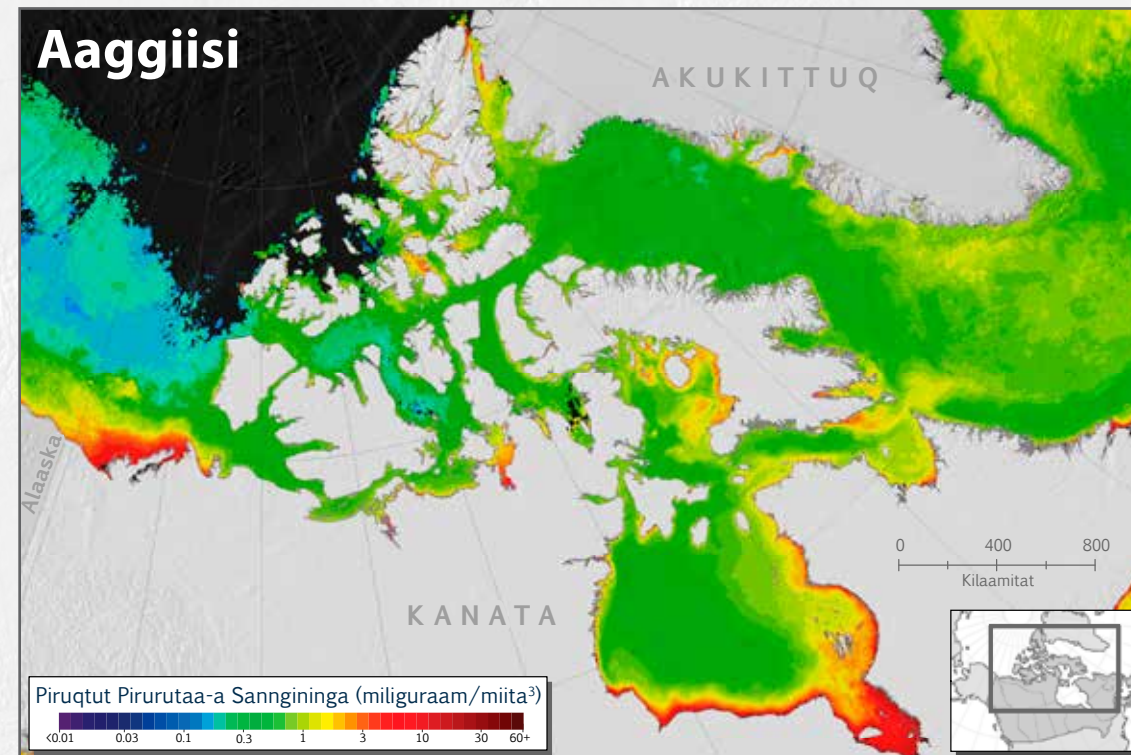 Aaggiisi
AKUKITTUQ
Alaaska
KANATA
0 400 800
Kilaamitat
Piruqtut Pirurutaa-a Sanngininga (miliguraam/miita³)
<0.01 0.03 0.1 0.3 1 3 10 30 60+